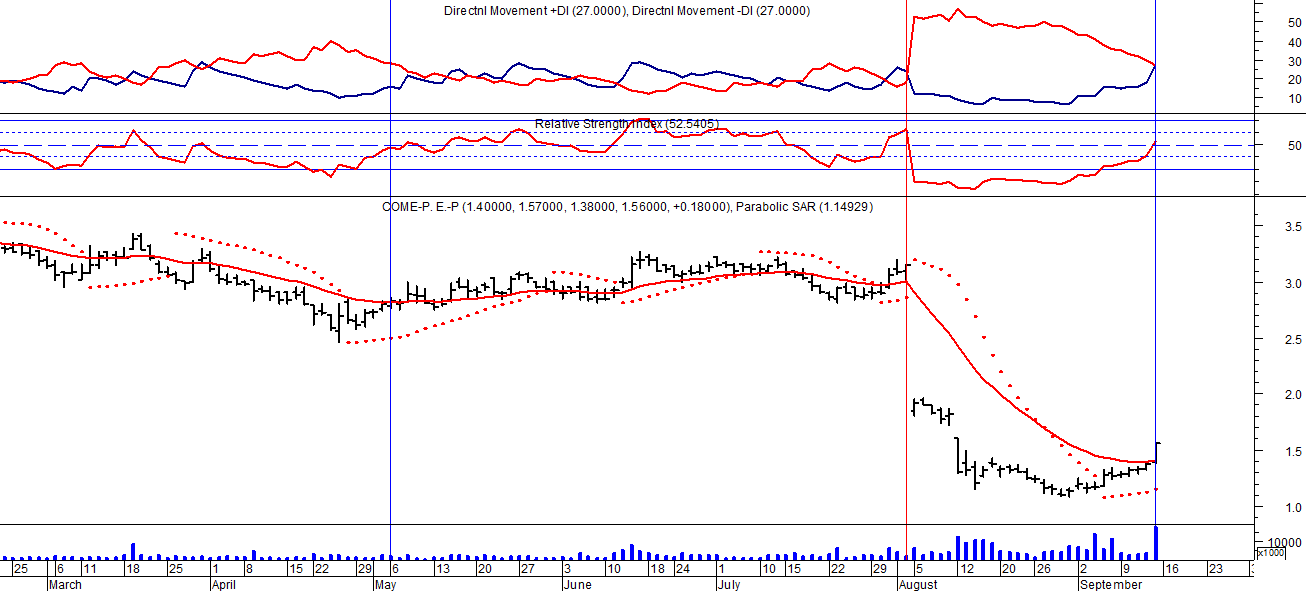 Directnl Movement +DI (27.0000), Directnl Movement -DI (27.0000)
50
40
30
20
10
Relative Strength Index (52.5405)
50
COME-P. E.-P (1.40000, 1.57000, 1.38000, 1.56000, +0.18000), Parabolic SAR (1.14929)
3.5
3.0
2.5
2.0
1.5
1.0
10000
x1000
25 6 11 18 25 1 8 15 22 29 6 13 20 27 3 10 18 24 1 10 15 22 29 5 12 20 26 2 9 16 23
March April May June July August September